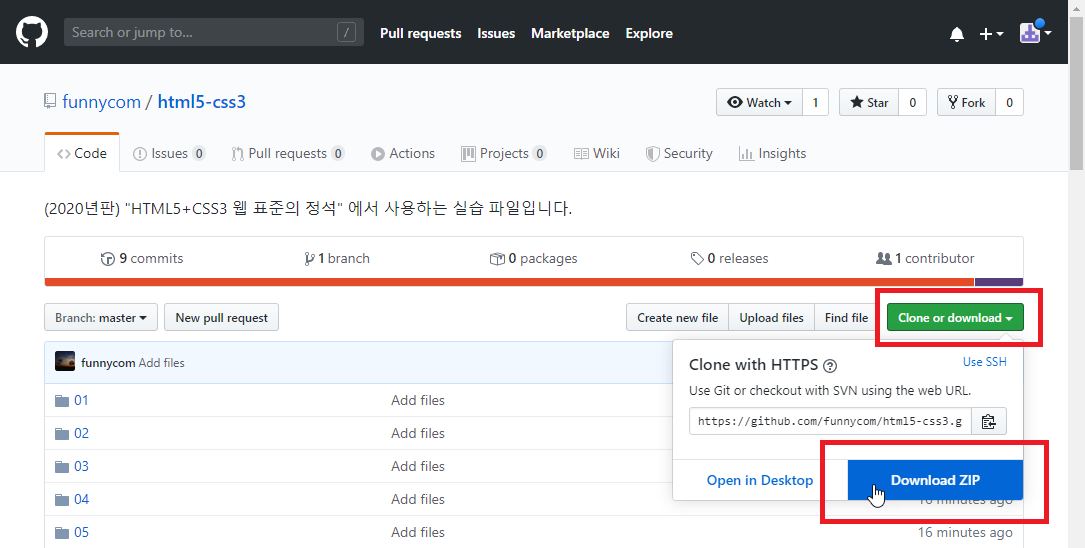 Search or jump to... / Pull requests Issues Marketplace Explore
funnycom / html5-css3 Watch 1 Star 0 Fork 0
Code Issues 0 Pull requests 0 Actions Projects 0 Wiki Security Insights
(2020년판) "HTML5+CSS3 웹 표준의 정석" 에서 사용하는 실습 파일입니다.
9 commits 1 branch 0 packages 0 releases 1 contributor
Branch: master New pull request Create new file Upload files Find file Clone or download
funnycom Add files
Clone with HTTPS ? Use SSH
Use Git or checkout with SVN using the web URL.
https://github.com/funnycom/html5-css3.g
Open in Desktop Download ZIP
01 Add files
02 Add files
03 Add files
04 Add files 16 minutes ago
05 Add files 16 minutes ago